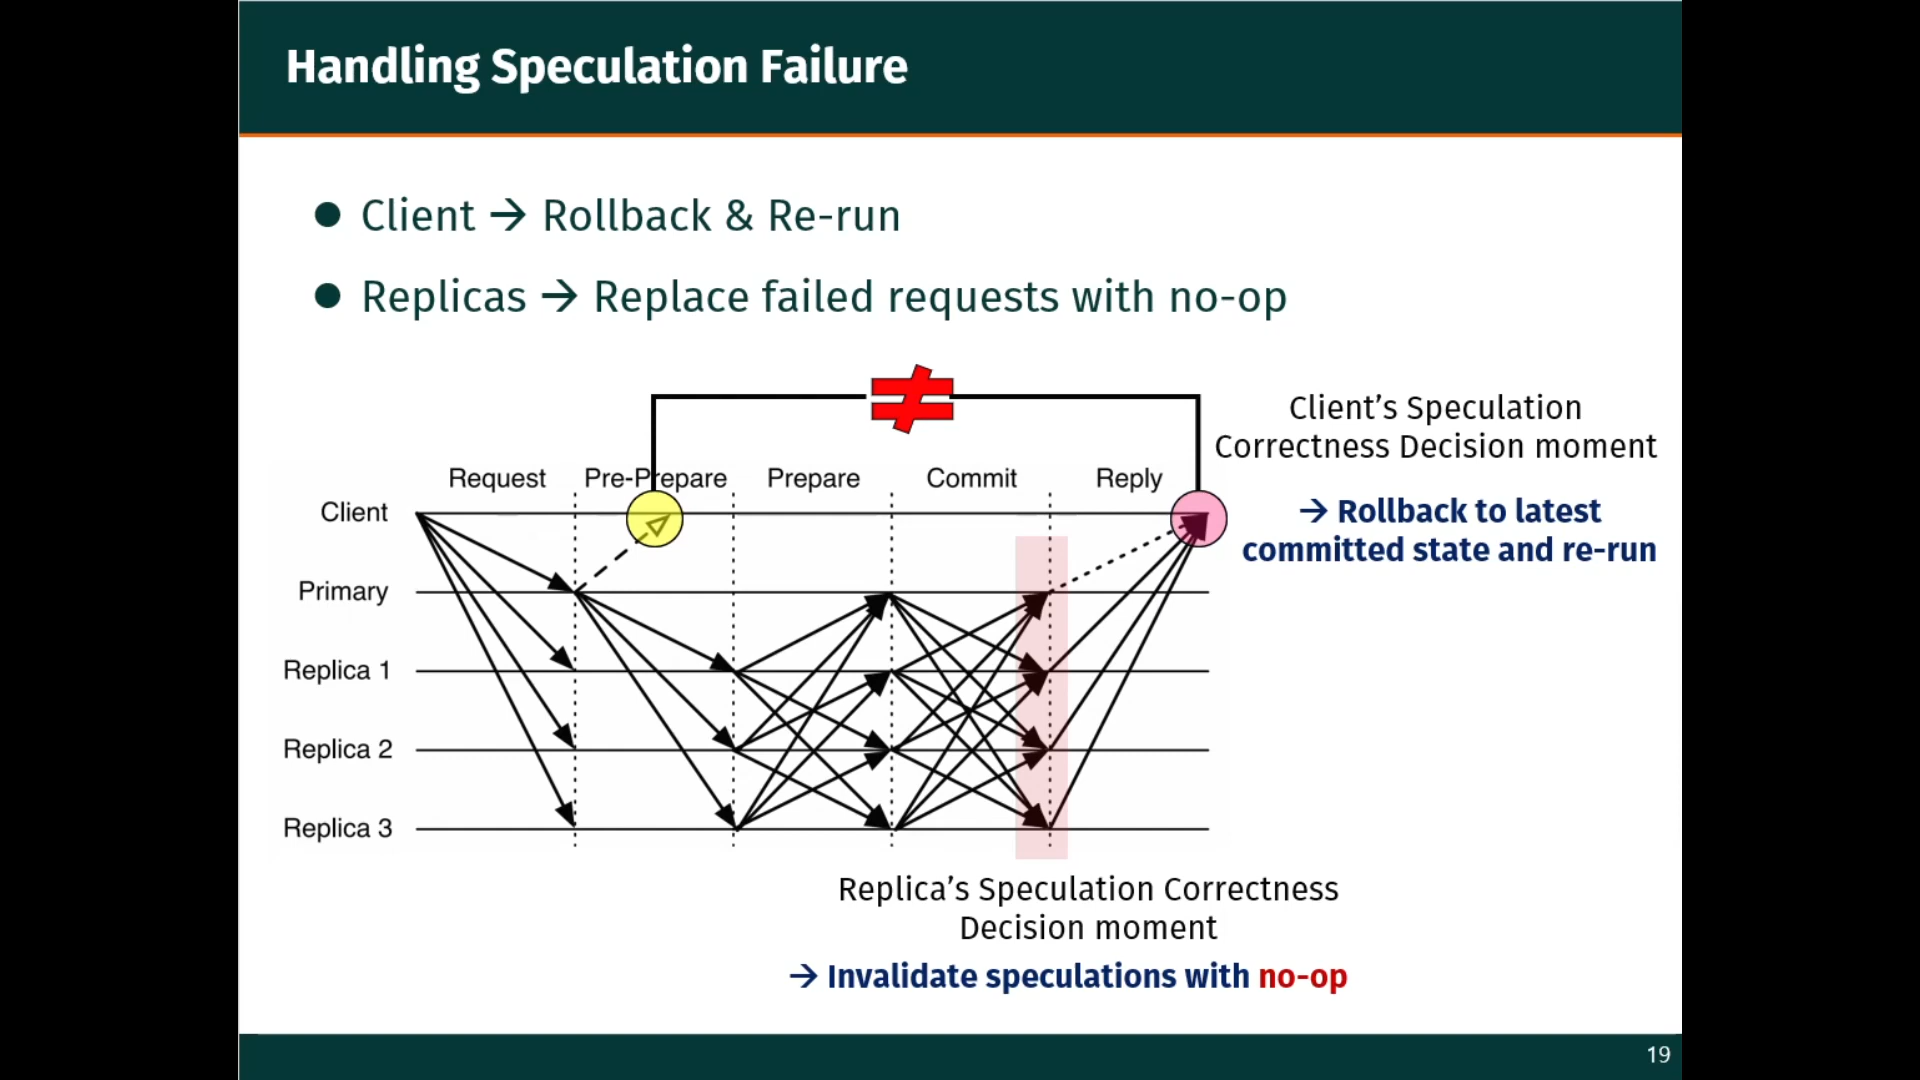 Handling Speculation Failure
● Client → Rollback & Re-run
● Replicas → Replace failed requests with no-op
≠
Client’s Speculation
Correctness Decision moment
→ Rollback to latest
committed state and re-run
Request Pre-Prepare Prepare Commit Reply
Client
Primary
Replica 1
Replica 2
Replica 3
Replica’s Speculation Correctness
Decision moment
→ Invalidate speculations with no-op
19